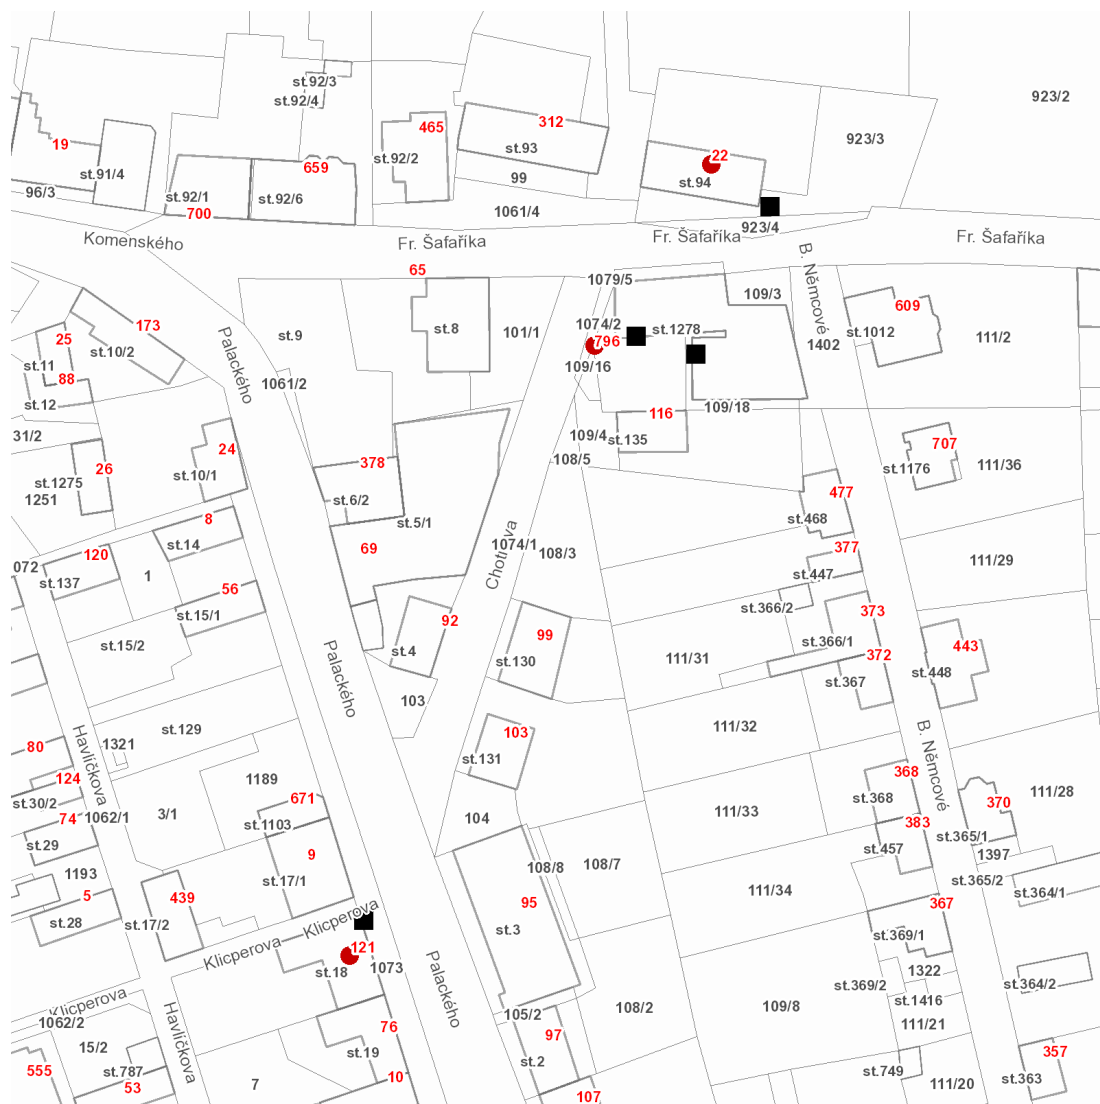 923/2
st.92/3
st.92/4
465
312
923/3
19
st.93
22
st.92/2
659
st.91/4
99
st.94
96/3
st.92/1
st.92/6
700
1061/4
923/4
Komenského
Fr. Šafaříka
Fr. Šafaříka
Fr. Šafaříka
65
B. Němcové
1079/5
109/3
609
173
1074/2
st.8
101/1
st.1278
st.1012
st.9
25
796
1402
111/2
st.10/2
st.11
109/16
Palackého
88
1061/2
st.12
109/18
116
31/2
109/4
st.135
707
24
108/5
378
26
st.1176
111/36
st.10/1
st.1275
477
1251
st.6/2
8
st.468
st.5/1
st.14
1074/1
Chotkova
69
377
120
108/3
072
111/29
1
st.447
st.137
56
st.366/2
373
st.15/1
92
99
st.366/1
st.15/2
443
st.4
372
st.130
111/31
st.448
Palackého
st.367
103
111/32
st.129
103
1321
80
Havlíčkova
st.131
B. Němcové
368
124
1189
111/28
671
st.368
370
st.30/2
3/1
111/33
74
1062/1
104
383
st.1103
st.365/1
st.29
st.457
9
1397
108/8
108/7
1193
st.17/1
st.365/2
111/34
st.364/1
5
439
95
367
Klicperova
st.28
st.17/2
st.3
st.369/1
Klicperova
121
st.18
1073
1322
st.369/2
st.364/2
Palackého
Klicperova
st.1416
105/2
108/2
109/8
1062/2
76
111/21
Havlíčkova
97
15/2
st.19
357
st.2
555
st.787
st.749
10
st.363
53
7
111/20
107